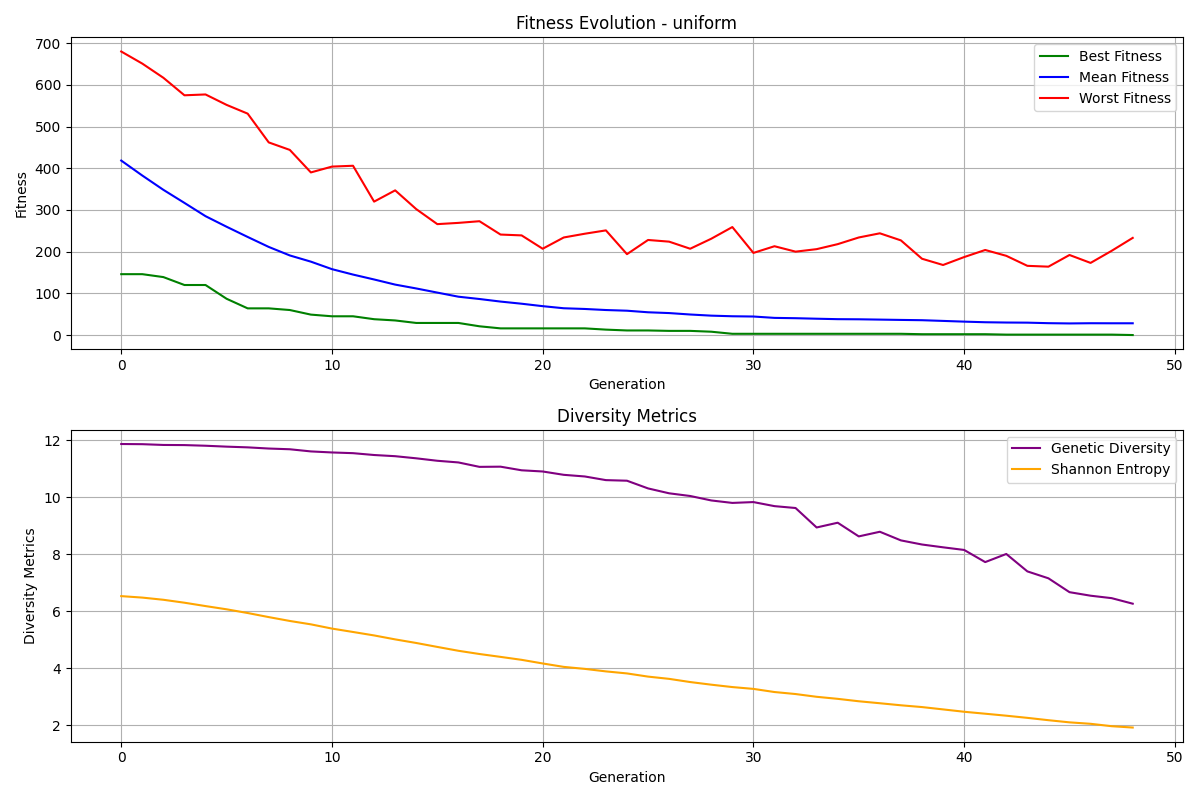 Fitness Evolution - uniform
700
600
500
400
300
200
100
0
Fitness
Best Fitness
Mean Fitness
Worst Fitness
0 10 20 30 40 50
Generation
Diversity Metrics
12
10
8
6
4
2
Diversity Metrics
Genetic Diversity
Shannon Entropy
0 10 20 30 40 50
Generation